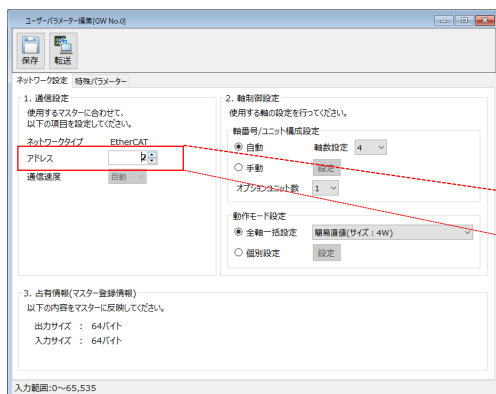 ユーザーパラメーター編集[GW No.0]
保存 転送
ネットワーク設定 特殊パラメーター
1. 通信設定
使用するマスターに合わせて、
以下の項目を設定してください。
ネットワークタイプ EtherCAT
アドレス 2
通信速度 自動
2. 軸制御設定
使用する軸の設定を行ってください。
軸番号/ユニット構成設定
自動 軸数設定 4
手動 設定
オプションユニット数 1
動作モード設定
全軸一括設定 簡易直値(サイズ：4W)
個別設定 設定
3. 占有情報(マスター登録情報)
以下の内容をマスターに反映してください。
出力サイズ ： 64バイト
入力サイズ ： 64バイト
入力範囲:0～65,535